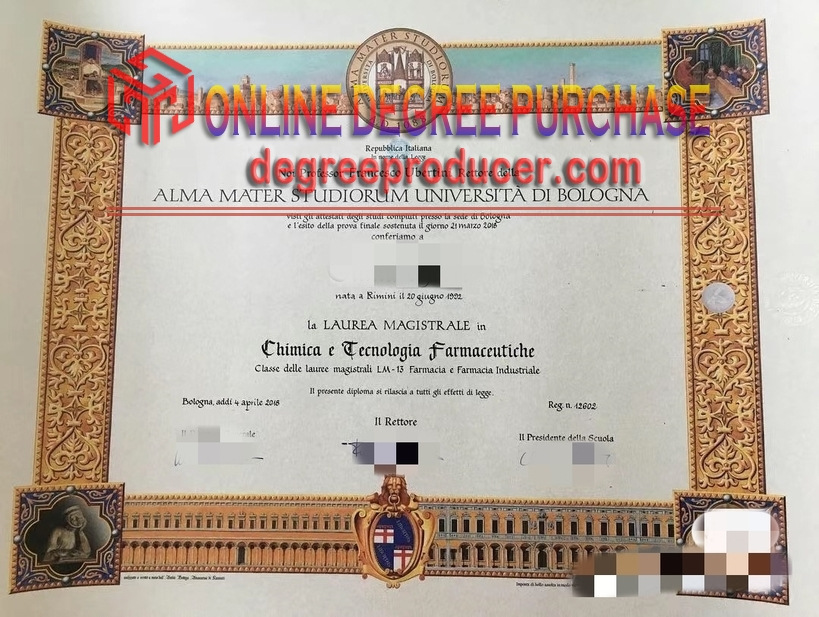 ALMA MATER STUDIORUM
A.D. 1088
ONLINE DEGREE PURCHASE
Repubblica Italiana
In nome della Legge
degreeproducer.com
Noi Professor Francesco Ubertini, Rettore della
ALMA MATER STUDIORUM UNIVERSITÀ DI BOLOGNA
visti gli attestati degli studi compiuti presso la sede di Bologna
e l'esito della prova finale sostenuta il giorno 21 marzo 2018
conferiamo a
nata a Rimini il 20 giugno 1992
la LAUREA MAGISTRALE in
Chimica e Tecnologia Farmaceutiche
Classe delle lauree magistrali LM-13 Farmacia e Farmacia Industriale
Il presente diploma si rilascia a tutti gli effetti di legge.
Bologna, addì 4 aprile 2018
Reg. n. 12602
Il Rettore
Il Presidente della Scuola